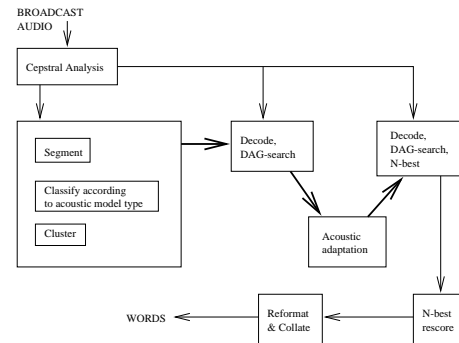 BROADCAST
AUDIO
Cepstral Analysis
Segment
Classify according
to acoustic model type
Cluster
Decode,
DAG-search
Decode,
DAG-search,
N-best
Acoustic
adaptation
WORDS
Reformat
& Collate
N-best
rescore